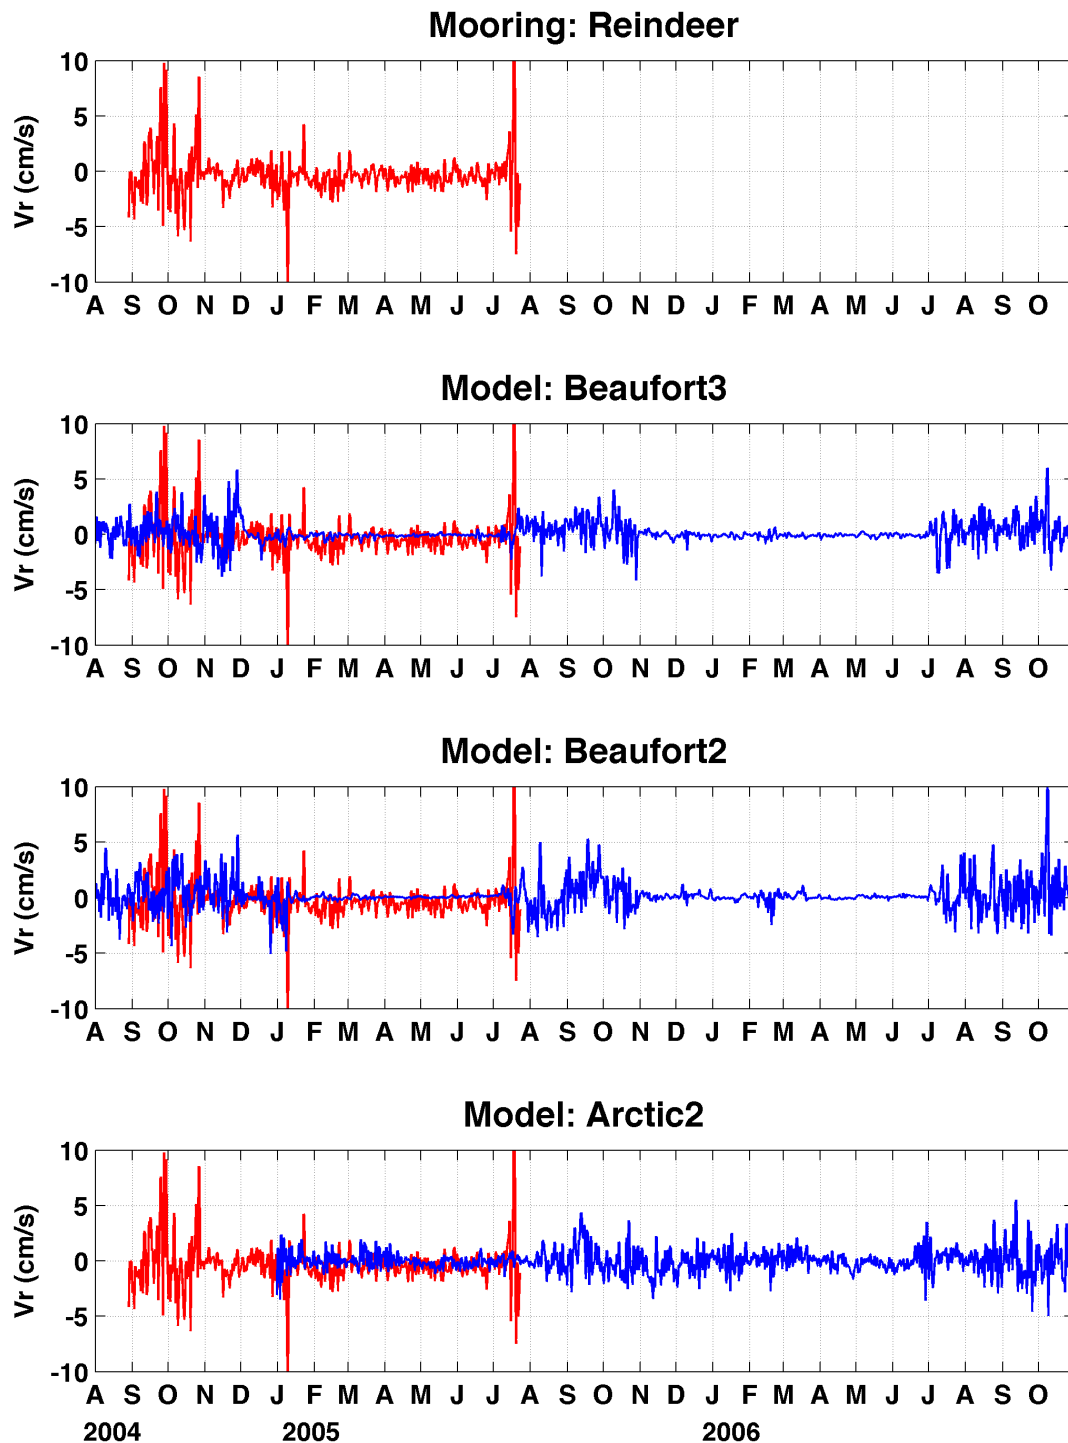 Mooring: Reindeer
10
5
0
-5
-10
Vr (cm/s)
A S O N D J F M A M J J A S O N D J F M A M J J A S O
Model: Beaufort3
10
5
0
-5
-10
Vr (cm/s)
A S O N D J F M A M J J A S O N D J F M A M J J A S O
Model: Beaufort2
10
5
0
-5
-10
Vr (cm/s)
A S O N D J F M A M J J A S O N D J F M A M J J A S O
Model: Arctic2
10
5
0
-5
-10
Vr (cm/s)
A S O N D J F M A M J J A S O N D J F M A M J J A S O
2004 2005 2006